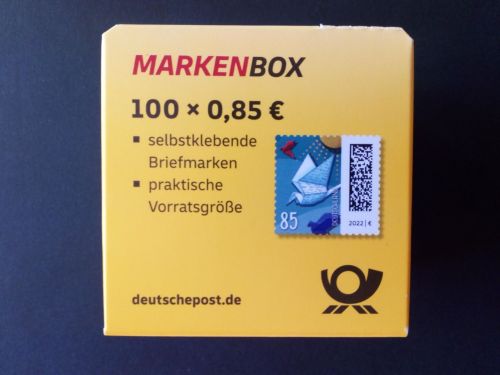 MARKENBOX
100 × 0,85 €
▪ selbstklebende
Briefmarken
▪ praktische
Vorratsgröße
85
2022 | €
deutschepost.de